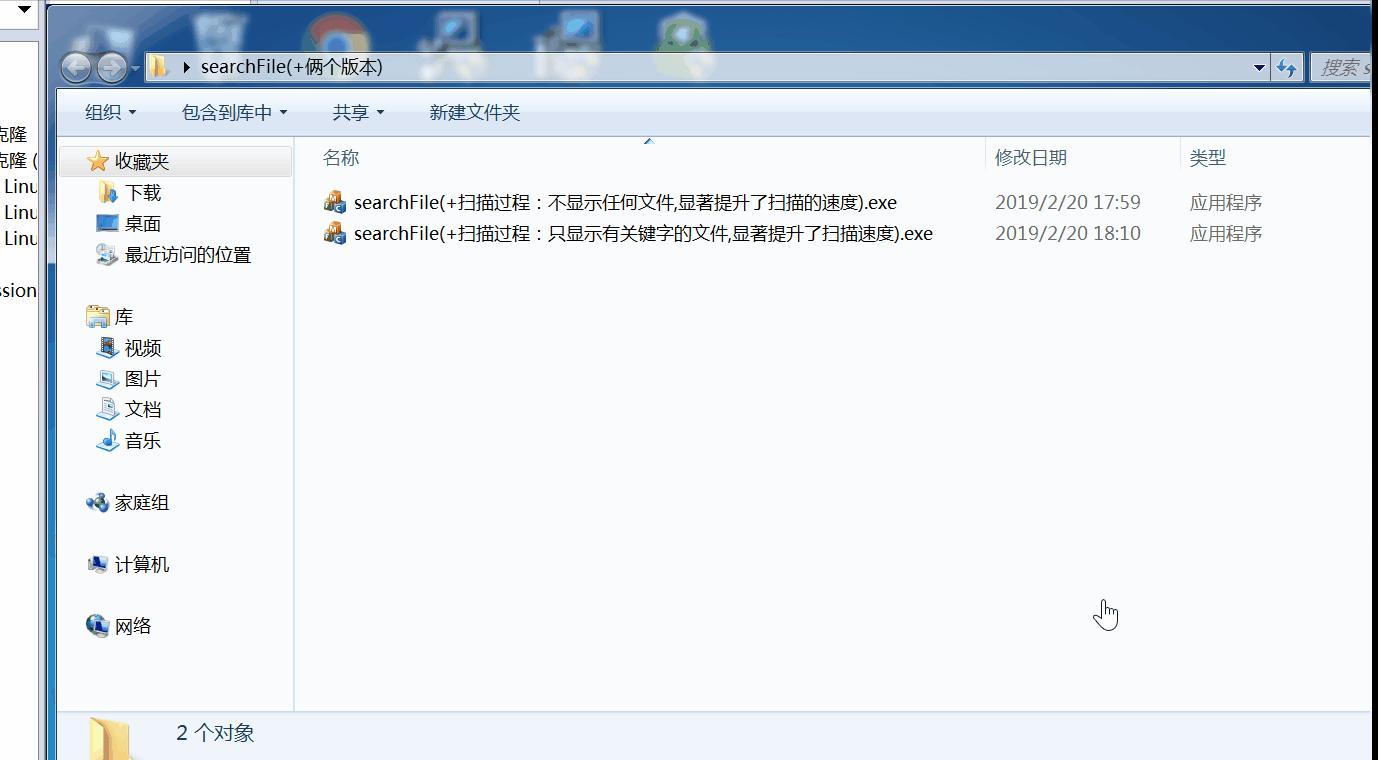 searchFile(+俩个版本)
搜索 s
组织
包含到库中
共享
新建文件夹
名称
修改日期
类型
searchFile(+扫描过程：不显示任何文件,显著提升了扫描的速度).exe
2019/2/20 17:59
应用程序
searchFile(+扫描过程：只显示有关键字的文件,显著提升了扫描速度).exe
2019/2/20 18:10
应用程序
收藏夹
下载
桌面
最近访问的位置
库
视频
图片
文档
音乐
家庭组
计算机
网络
2 个对象
克隆
克隆 (
Linu
Linu
Linu
ssion